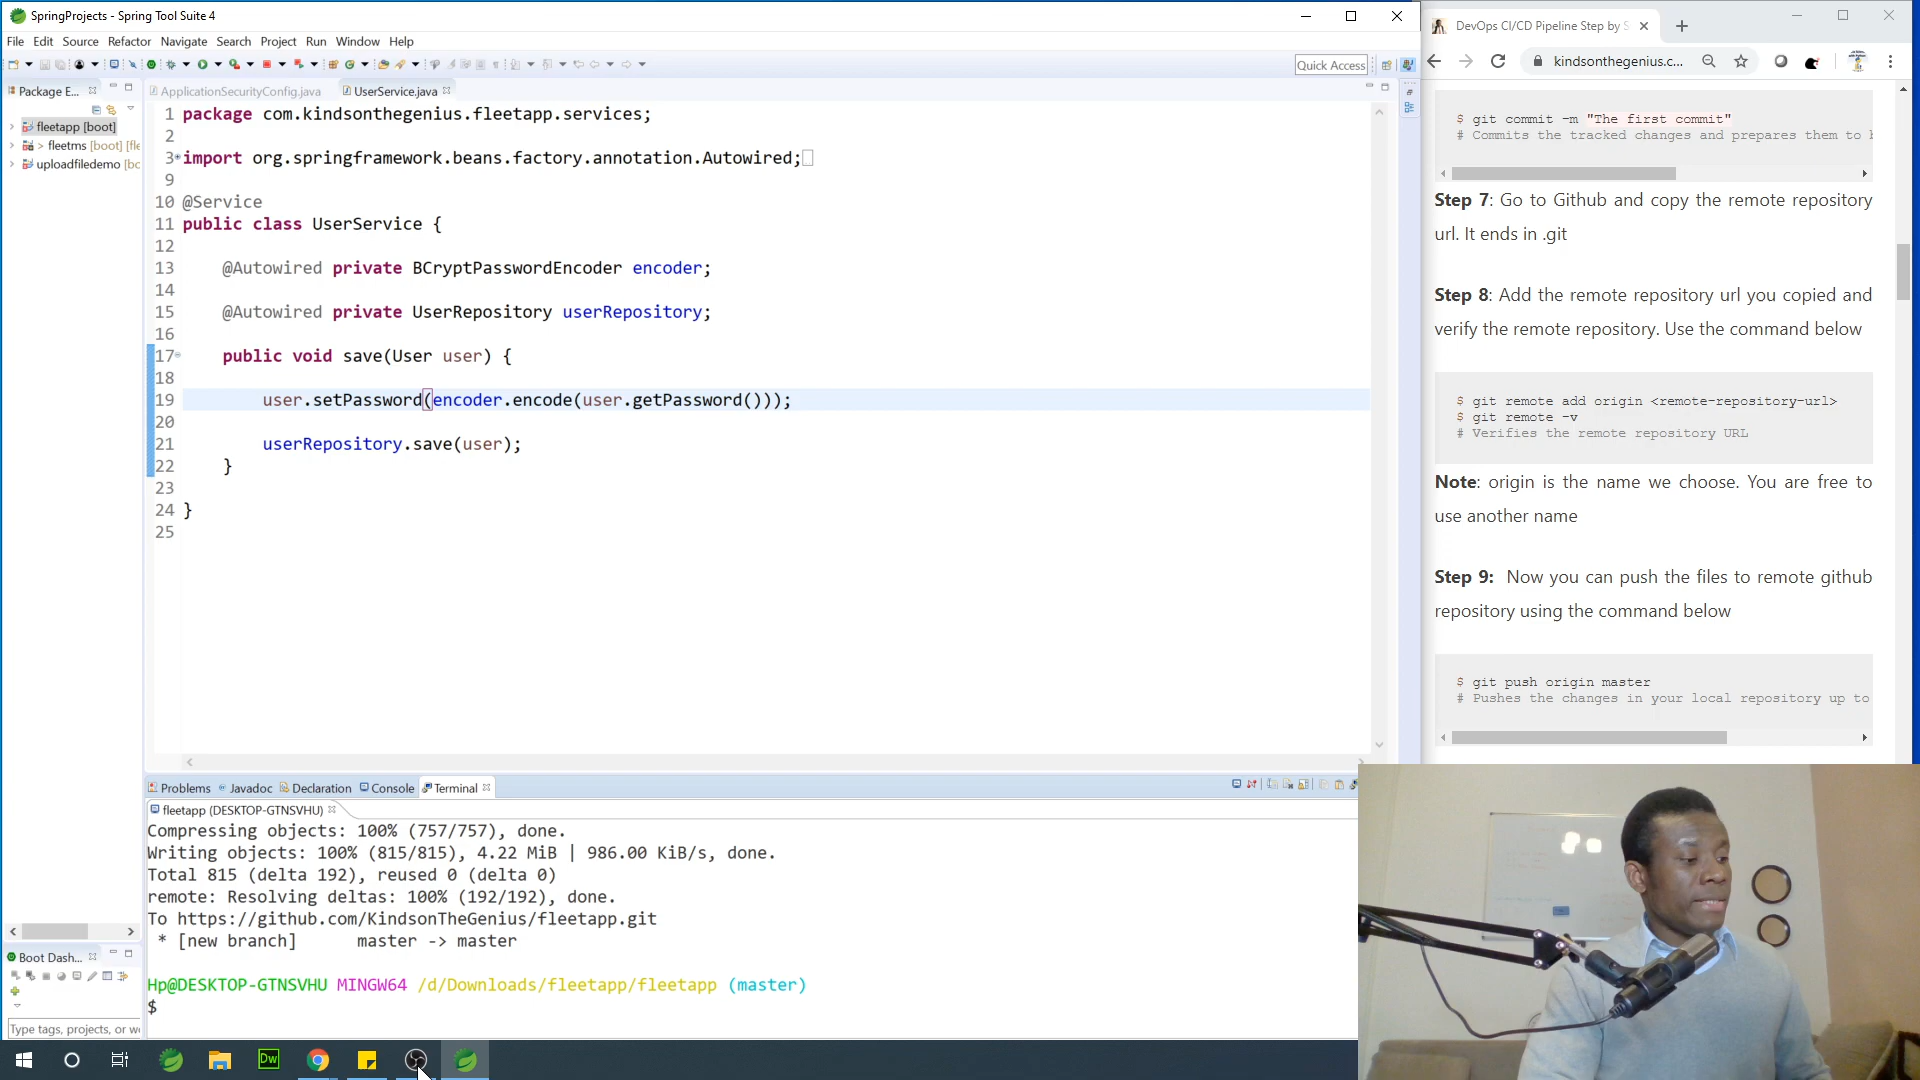 SpringProjects - Spring Tool Suite 4
File Edit Source Refactor Navigate Search Project Run Window Help
Quick Access
Package E...
fleetapp [boot]
> fleetms [boot] [fle
uploadfiledemo [bo
ApplicationSecurityConfig.java
UserService.java
1 package com.kindsonthegenius.fleetapp.services;
2
3 import org.springframework.beans.factory.annotation.Autowired;
9
10 @Service
11 public class UserService {
12
13 @Autowired private BCryptPasswordEncoder encoder;
14
15 @Autowired private UserRepository userRepository;
16
17 public void save(User user) {
18
19 user.setPassword(encoder.encode(user.getPassword()));
20
21 userRepository.save(user);
22 }
23
24 }
25
Problems Javadoc Declaration Console Terminal
fleetapp (DESKTOP-GTNSVHU)
Compressing objects: 100% (757/757), done.
Writing objects: 100% (815/815), 4.22 MiB | 986.00 KiB/s, done.
Total 815 (delta 192), reused 0 (delta 0)
remote: Resolving deltas: 100% (192/192), done.
To https://github.com/KindsonTheGenius/fleetapp.git
* [new branch] master -> master
Hp@DESKTOP-GTNSVHU MINGW64 /d/Downloads/fleetapp/fleetapp (master)
$
Boot Dash...
Type tags, projects, or wo
Dw
DevOps CI/CD Pipeline Step by S
kindsonthegenius.c...
$ git commit -m "The first commit"
# Commits the tracked changes and prepares them to b
Step 7: Go to Github and copy the remote repository
url. It ends in .git
Step 8: Add the remote repository url you copied and
verify the remote repository. Use the command below
$ git remote add origin <remote-repository-url>
$ git remote -v
# Verifies the remote repository URL
Note: origin is the name we choose. You are free to
use another name
Step 9: Now you can push the files to remote github
repository using the command below
$ git push origin master
# Pushes the changes in your local repository up to